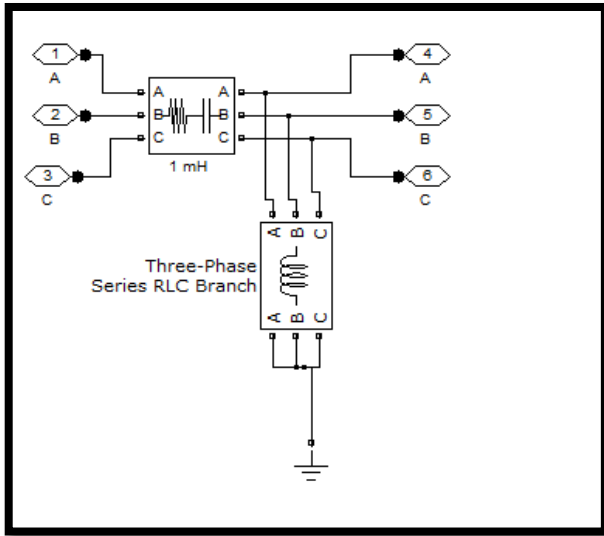 1
A
4
A
A A
2
B
B B
5
B
3
C
C C
6
C
1 mH
A B C
Three-Phase
Series RLC Branch
A B C